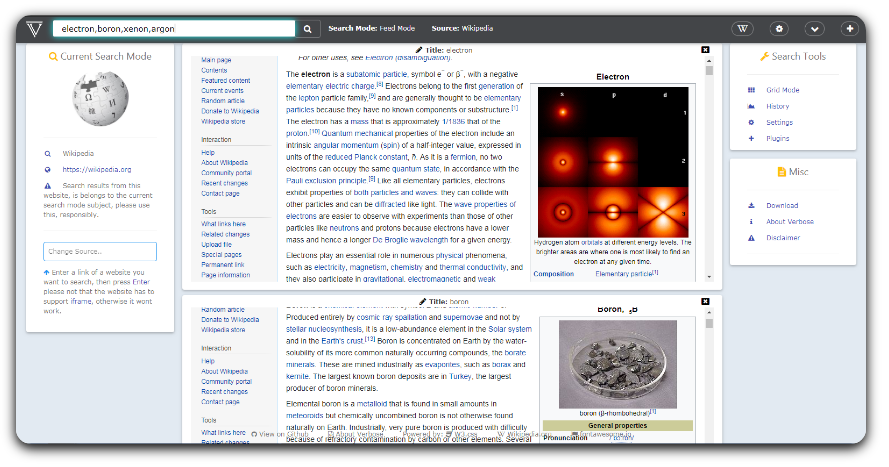 electron,boron,xenon,argon
Search Mode: Feed Mode
Source: Wikipedia
Current Search Mode
Wikipedia
https://wikipedia.org
Search results from this
website, is belongs to the current
search mode subject, please use
this, responsibly.
Change Source..
Enter a link of a website you
want to search, then press Enter
please not that the website has to
support iframe, otherwise it wont
work.
Title: electron
Main page
Contents
Featured content
Current events
Random article
Donate to Wikipedia
Wikipedia store
Interaction
Help
About Wikipedia
Community portal
Recent changes
Contact page
Tools
What links here
Related changes
Upload file
Special pages
Permanent link
Page information
For other uses, see Electron (disambiguation).
The electron is a subatomic particle, symbol e− or β−, with a negative
elementary electric charge.[8] Electrons belong to the first generation of
the lepton particle family,[9] and are generally thought to be elementary
particles because they have no known components or substructure.[1]
The electron has a mass that is approximately 1/1836 that of the
proton.[10] Quantum mechanical properties of the electron include an
intrinsic angular momentum (spin) of a half-integer value, expressed in
units of the reduced Planck constant, ħ. As it is a fermion, no two
electrons can occupy the same quantum state, in accordance with the
Pauli exclusion principle.[9] Like all elementary particles, electrons
exhibit properties of both particles and waves: they can collide with
other particles and can be diffracted like light. The wave properties of
electrons are easier to observe with experiments than those of other
particles like neutrons and protons because electrons have a lower
mass and hence a longer De Broglie wavelength for a given energy.
Electrons play an essential role in numerous physical phenomena,
such as electricity, magnetism, chemistry and thermal conductivity, and
they also participate in gravitational, electromagnetic and weak
Electron
s p d
1
2
3
Hydrogen atom orbitals at different energy levels. The
brighter areas are where one is most likely to find an
electron at any given time.
Composition Elementary particle[1]
Title: boron
Random article
Donate to Wikipedia
Wikipedia store
Interaction
Help
About Wikipedia
Community portal
Recent changes
Contact page
Tools
What links here
Related changes
Produced entirely by cosmic ray spallation and supernovae and not by
stellar nucleosynthesis, it is a low-abundance element in the Solar system
and in the Earth's crust.[13] Boron is concentrated on Earth by the water-
solubility of its more common naturally occurring compounds, the borate
minerals. These are mined industrially as evaporites, such as borax and
kernite. The largest known boron deposits are in Turkey, the largest
producer of boron minerals.
Elemental boron is a metalloid that is found in small amounts in
meteoroids but chemically uncombined boron is not otherwise found
naturally on Earth. Industrially, very pure boron is produced with difficulty
because of refractory contamination by carbon or other elements. Several
Boron, 5B
boron (β-rhombohedral)[1]
General properties
Pronunciation
View on Github
About Verbose
Powered by:
W3.css
Wikipedia.org
fontawesome.io
Search Tools
Grid Mode
History
Settings
Plugins
Misc
Download
About Verbose
Disclaimer